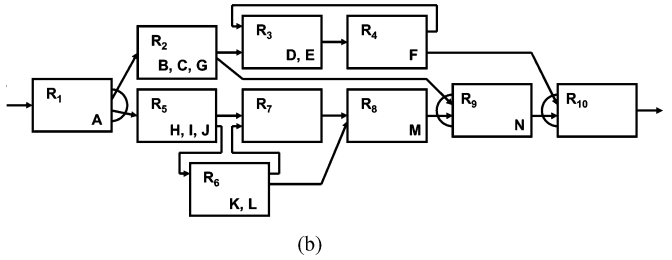 R1
A
R2
B, C, G
R3
D, E
R4
F
R5
H, I, J
R6
K, L
R7
R8
M
R9
N
R10
(b)